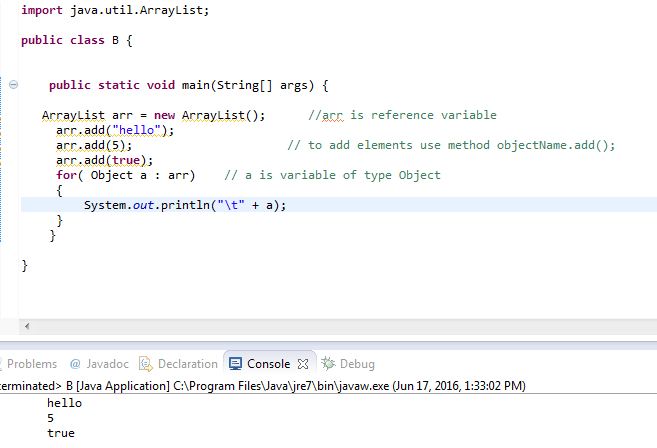 import java.util.ArrayList;
public class B {
public static void main(String[] args) {
ArrayList arr = new ArrayList(); //arr is reference variable
arr.add("hello");
arr.add(5); // to add elements use method objectName.add();
arr.add(true);
for( Object a : arr) // a is variable of type Object
{
System.out.println("\t" + a);
}
}
}
Problems @ Javadoc Declaration Console Debug
terminated> B [Java Application] C:\Program Files\Java\jre7\bin\javaw.exe (Jun 17, 2016, 1:33:02 PM)
hello
5
true